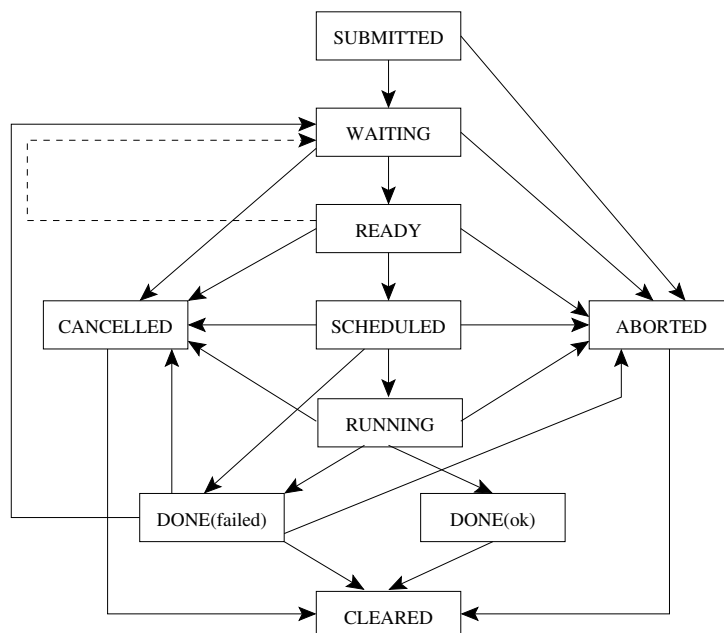 SUBMITTED
WAITING
READY
CANCELLED
SCHEDULED
ABORTED
RUNNING
DONE(failed)
DONE(ok)
CLEARED